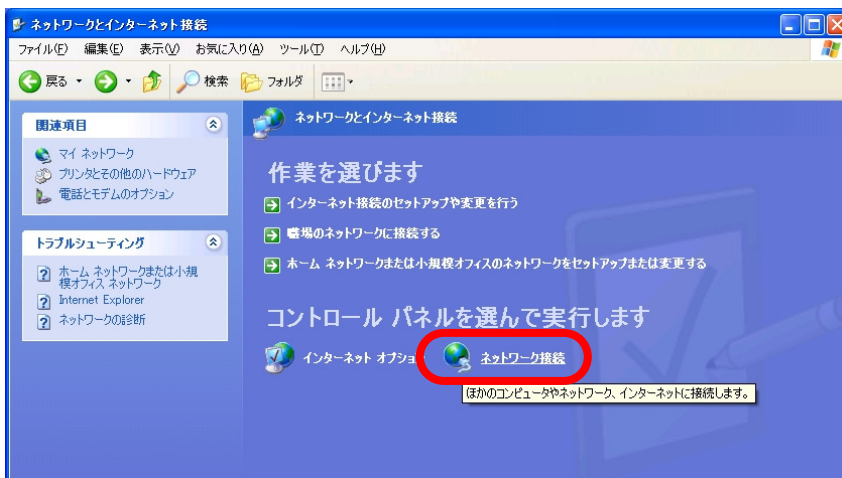 ネットワークとインターネット接続
ファイル(F) 編集(E) 表示(V) お気に入り(A) ツール(T) ヘルプ(H)
戻る 検索 フォルダ
関連項目
マイ ネットワーク
プリンタとその他のハードウェア
電話とモデムのオプション
トラブルシューティング
ホーム ネットワークまたは小規
模オフィス ネットワーク
Internet Explorer
ネットワークの診断
ネットワークとインターネット接続
作業を選びます
インターネット接続のセットアップや変更を行う
職場のネットワークに接続する
ホーム ネットワークまたは小規模オフィスのネットワークをセットアップまたは変更する
コントロール パネルを選んで実行します
インターネット オプション ネットワーク接続
ほかのコンピュータやネットワーク、インターネットに接続します。